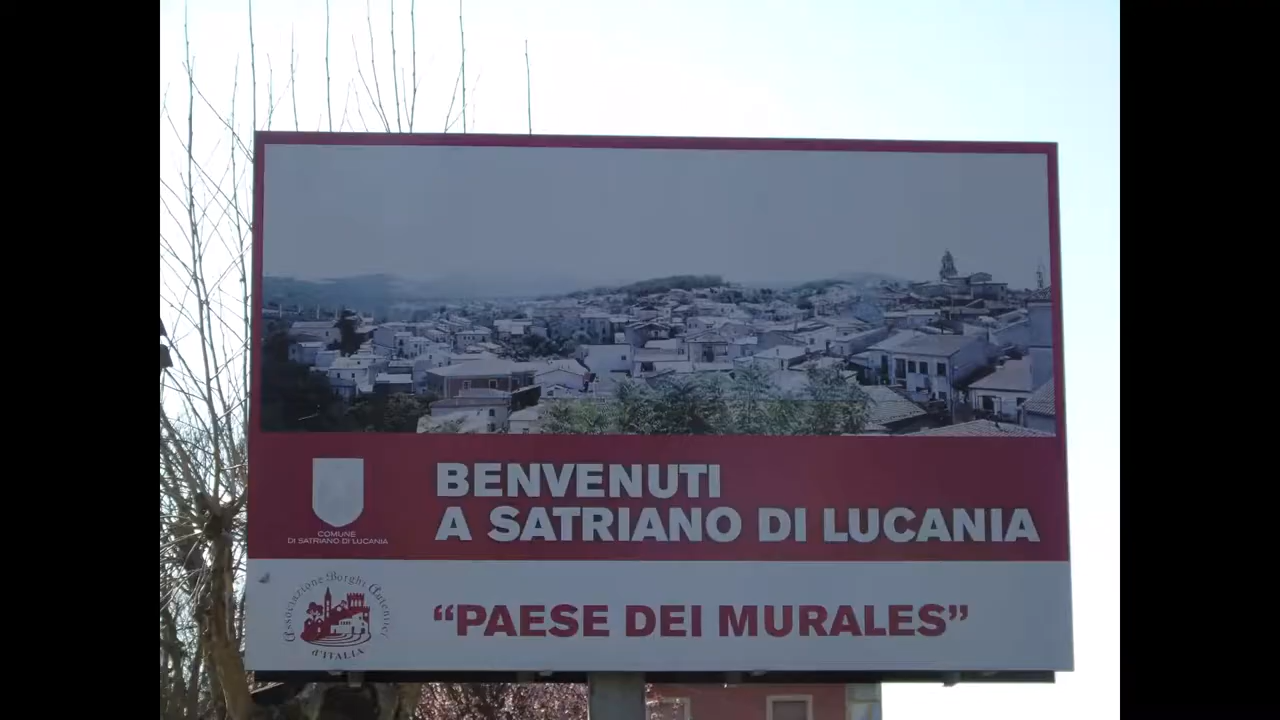 BENVENUTI
A SATRIANO DI LUCANIA
COMUNE
DI SATRIANO DI LUCANIA
Associazione Borghi Autentici
d'ITALIA
“PAESE DEI MURALES”